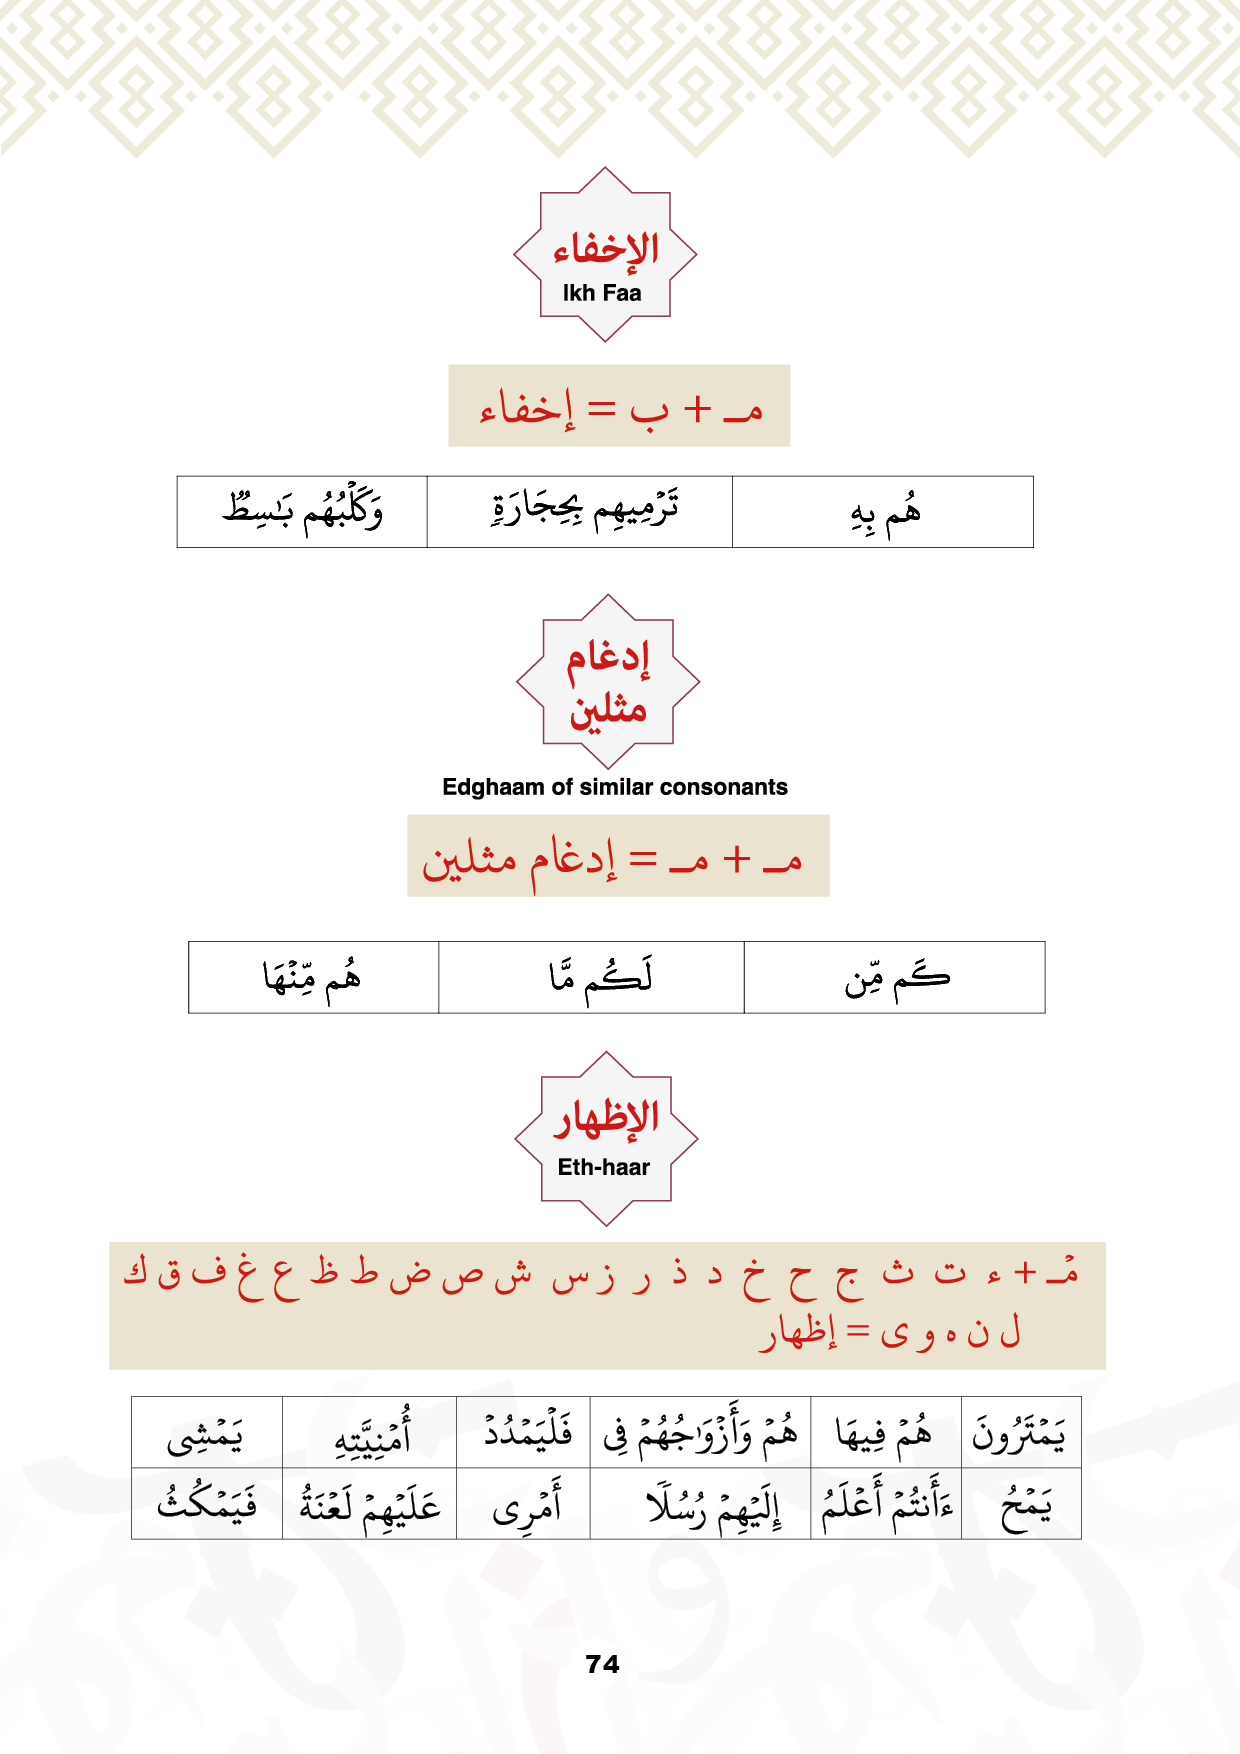 الإخفاء
Ikh Faa
مـ + ب = إخفاء
هُم بِهِ تَرۡمِيهِم بِحِجَارَةٖ وَكَلۡبُهُم بَٰسِطٞ
إدغام
مثلين
Edghaam of similar consonants
مـ + مـ = إدغام مثلين
كَم مِّن لَكُم مَّا هُم مِّنۡهَا
الإظهار
Eth-haar
مۡـ + ء ت ث ج ح خ د ذ ر ز س ش ص ض ط ظ ع غ ف ق ك
ل ن ه و ى = إظهار
يَمۡتَرُونَ هُمۡ فِيهَا هُمۡ وَأَزۡوَٰجُهُمۡ فِى فَلۡيَمۡدُدۡ أُمۡنِيَّتِهِ يَمۡشِى
يَمۡحُ ءَأَنتُمۡ أَعۡلَمُ إِلَيۡهِمۡ رُسُلٗا أَمۡرِى عَلَيۡهِمۡ لَعۡنَةُ فَيَمۡكُثُ
74